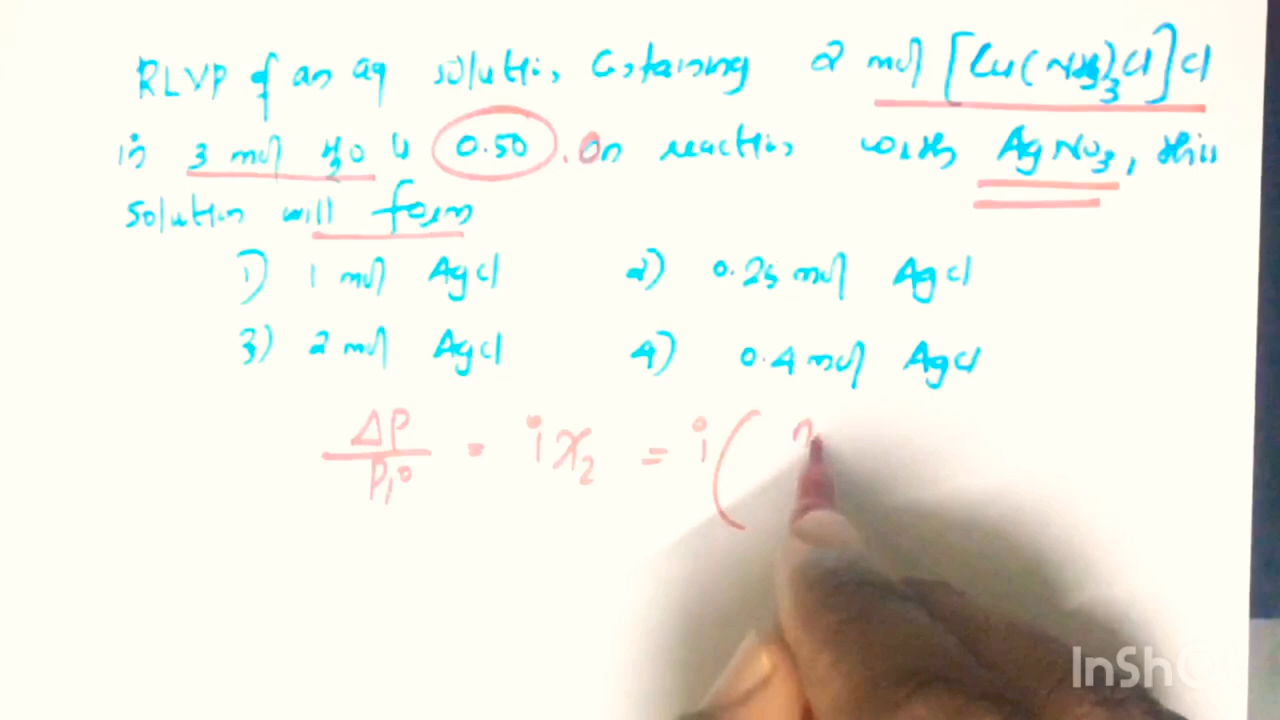 RLVP of an aq solution containing 2 mol [Cu(NH3)3Cl]Cl
in 3 mol H2O is 0.50. On reaction with AgNO3, this
solution will form
1) 1 mol AgCl 2) 0.25 mol AgCl
3) 2 mol AgCl 4) 0.4 mol AgCl
ΔP/P1° = i x2 = i ( n
InSh